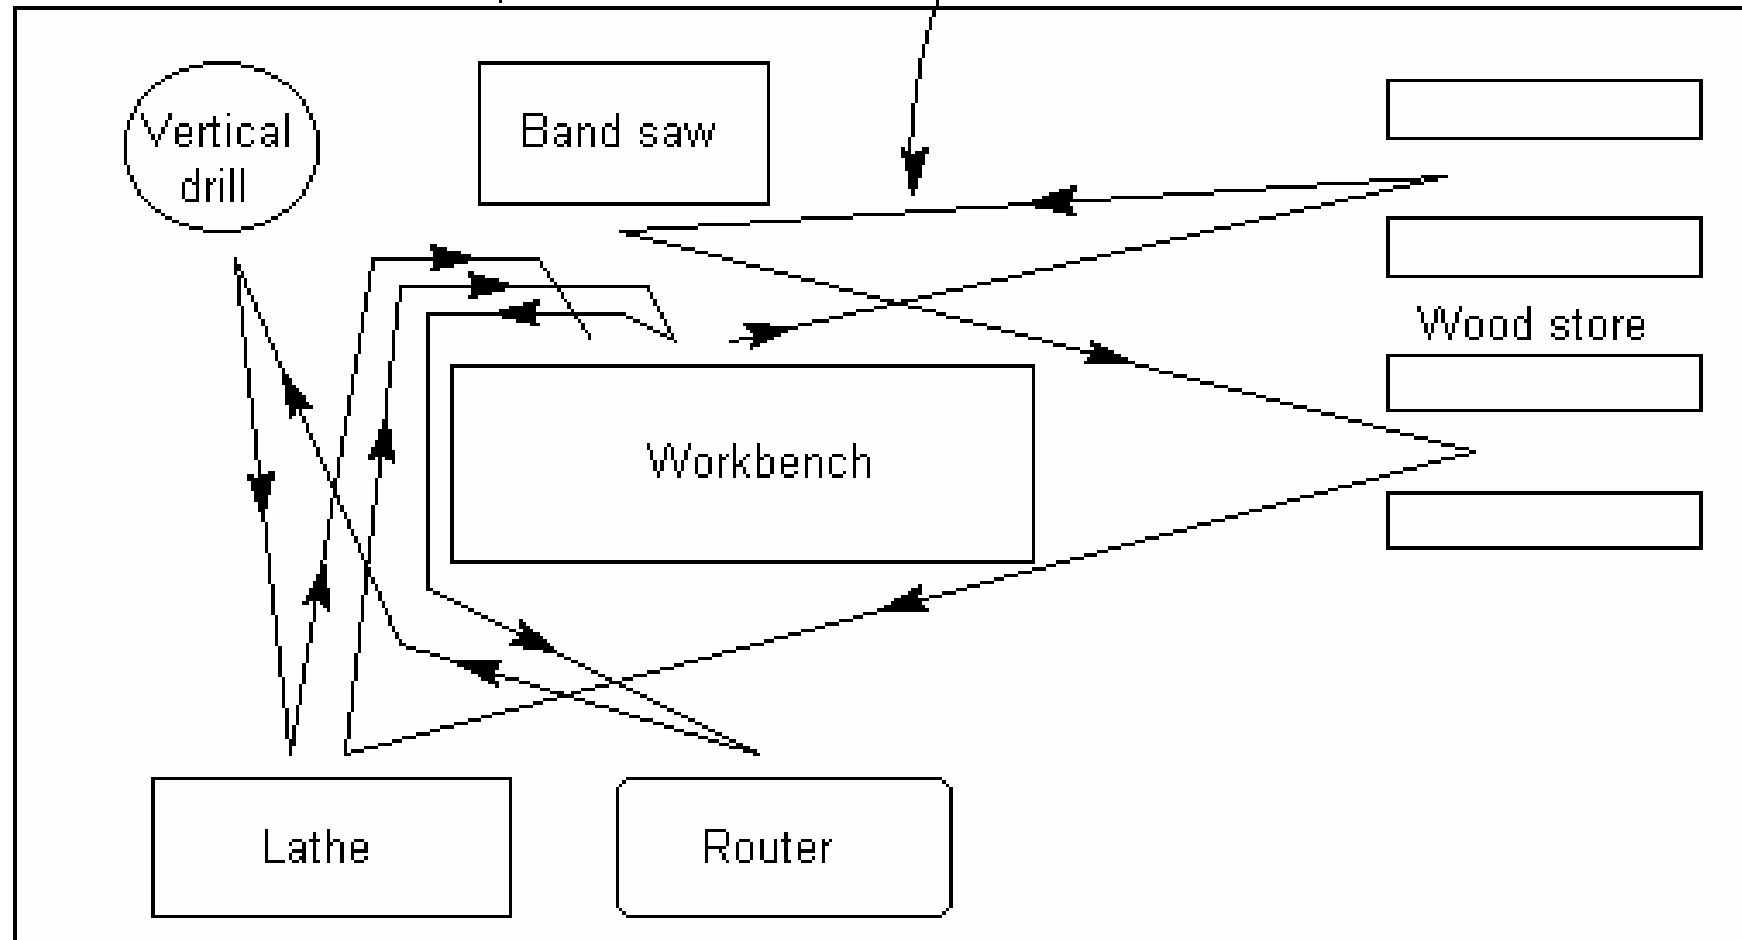 Vertical
drill
Band saw
Wood store
Workbench
Lathe
Router